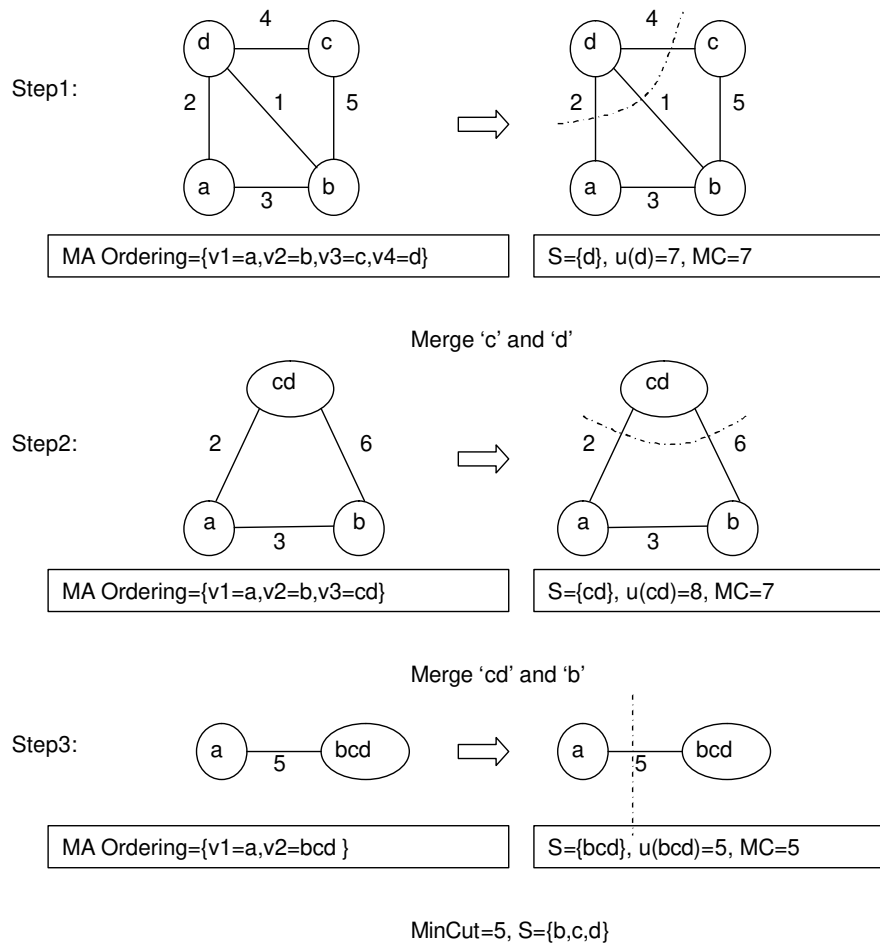 d 4 c
Step1:
2 1 5
a 3 b
d 4 c
2 1 5
a 3 b
MA Ordering={v1=a,v2=b,v3=c,v4=d}
S={d}, u(d)=7, MC=7
Merge ‘c’ and ‘d’
cd
Step2:
2 6
a 3 b
cd
2 6
a 3 b
MA Ordering={v1=a,v2=b,v3=cd}
S={cd}, u(cd)=8, MC=7
Merge ‘cd’ and ‘b’
Step3:
a 5 bcd
a 5 bcd
MA Ordering={v1=a,v2=bcd }
S={bcd}, u(bcd)=5, MC=5
MinCut=5, S={b,c,d}